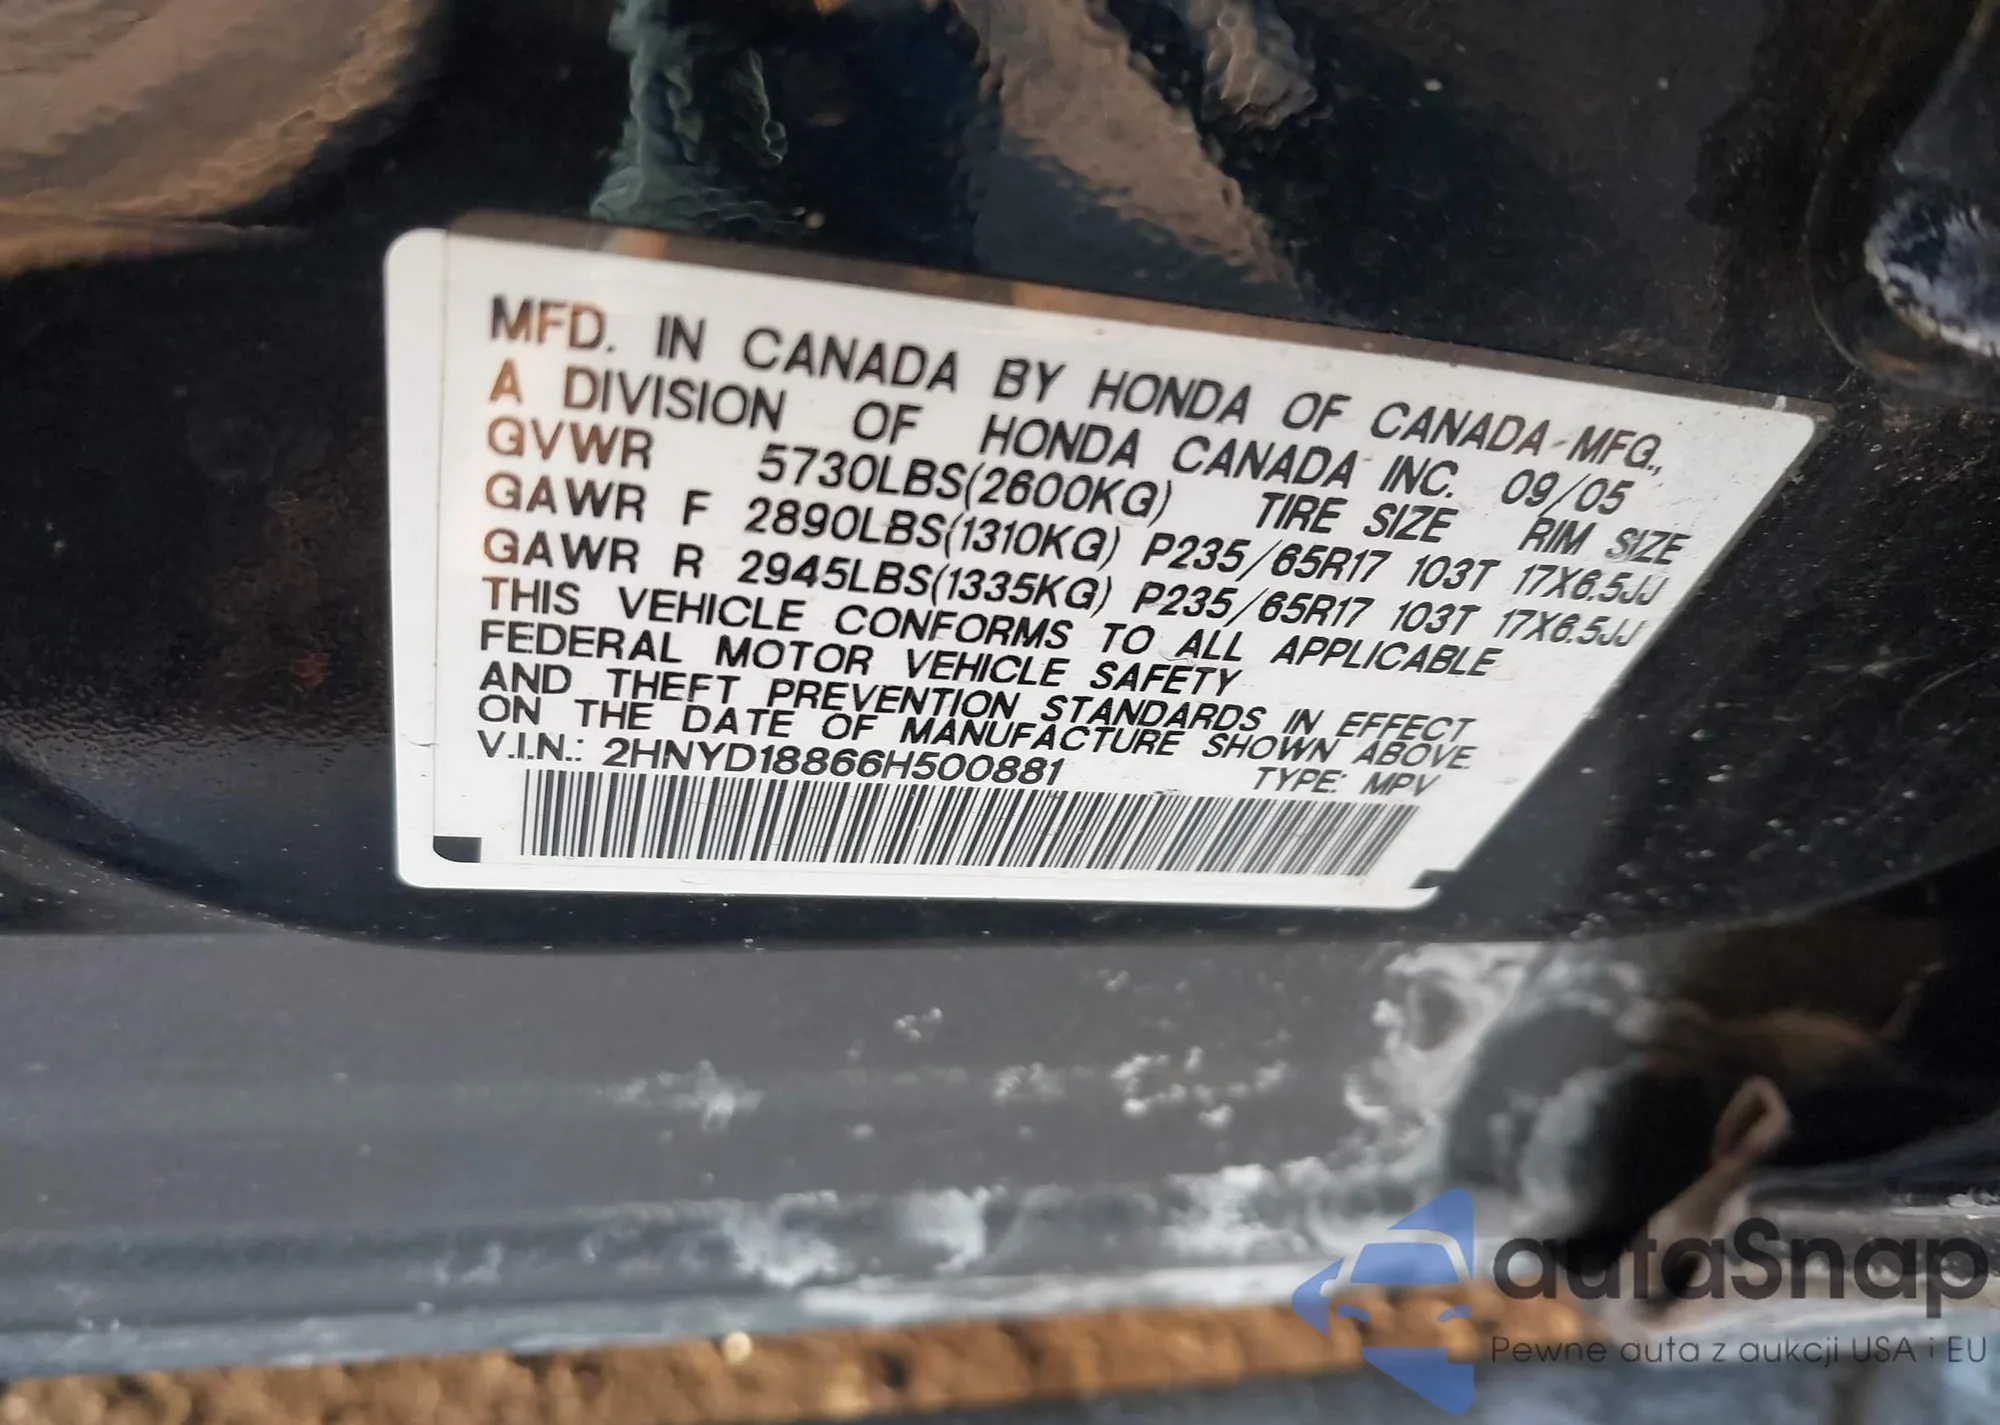 MFD. IN CANADA BY HONDA OF CANADA MFG.,
A DIVISION OF HONDA CANADA INC. 09/05
GVWR 5730LBS(2600KG) TIRE SIZE RIM SIZE
GAWR F 2890LBS(1310KG) P235/65R17 103T 17X6.5JJ
GAWR R 2945LBS(1335KG) P235/65R17 103T 17X6.5JJ
THIS VEHICLE CONFORMS TO ALL APPLICABLE
FEDERAL MOTOR VEHICLE SAFETY
AND THEFT PREVENTION STANDARDS IN EFFECT
ON THE DATE OF MANUFACTURE SHOWN ABOVE.
V.I.N.: 2HNYD18866H500881 TYPE: MPV
autaSnap
Pewne auta z aukcji USA i EU